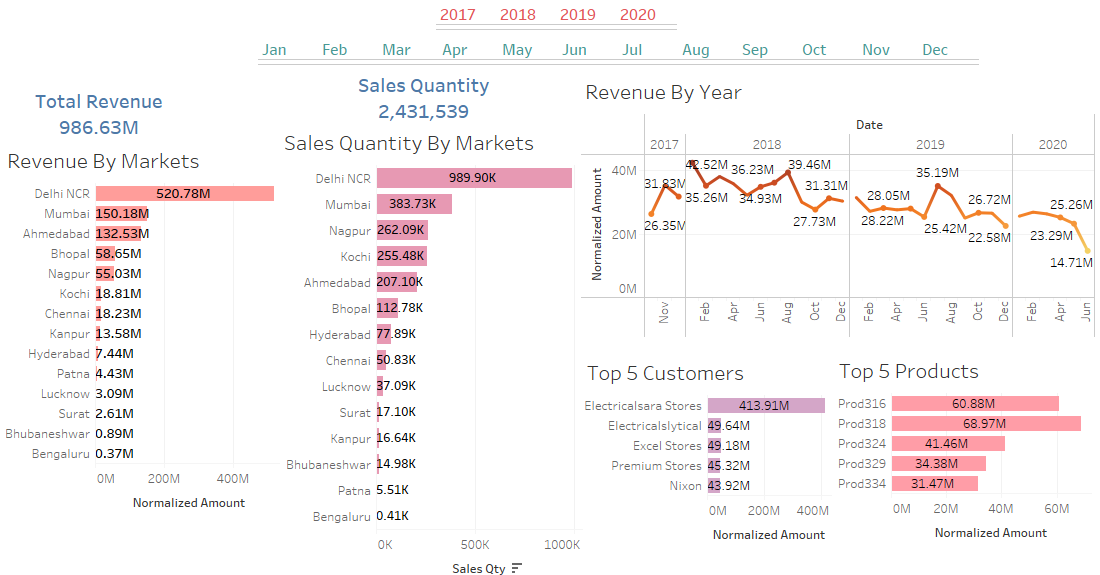 2017 2018 2019 2020
Jan Feb Mar Apr May Jun Jul Aug Sep Oct Nov Dec
Total Revenue
986.63M
Sales Quantity
2,431,539
Revenue By Markets
Delhi NCR 520.78M
Mumbai 150.18M
Ahmedabad 132.53M
Bhopal 58.65M
Nagpur 55.03M
Kochi 18.81M
Chennai 18.23M
Kanpur 13.58M
Hyderabad 7.44M
Patna 4.43M
Lucknow 3.09M
Surat 2.61M
Bhubaneshwar 0.89M
Bengaluru 0.37M
0M 200M 400M
Normalized Amount
Sales Quantity By Markets
Delhi NCR 989.90K
Mumbai 383.73K
Nagpur 262.09K
Kochi 255.48K
Ahmedabad 207.10K
Bhopal 112.78K
Hyderabad 77.89K
Chennai 50.83K
Lucknow 37.09K
Surat 17.10K
Kanpur 16.64K
Bhubaneshwar 14.98K
Patna 5.51K
Bengaluru 0.41K
0K 500K 1000K
Sales Qty
Revenue By Year
Date
2017 2018 2019 2020
Normalized Amount
40M
20M
0M
31.83M 26.35M
42.52M 35.26M 36.23M 34.93M 39.46M 27.73M 31.31M
28.05M 28.22M 35.19M 25.42M 26.72M 22.58M
25.26M 23.29M 14.71M
Nov Feb Apr Jun Aug Oct Dec Feb Apr Jun Aug Oct Dec Feb Apr Jun
Top 5 Customers
Electricalsara Stores 413.91M
Electricalslytical 49.64M
Excel Stores 49.18M
Premium Stores 45.32M
Nixon 43.92M
0M 200M 400M
Normalized Amount
Top 5 Products
Prod316 60.88M
Prod318 68.97M
Prod324 41.46M
Prod329 34.38M
Prod334 31.47M
0M 20M 40M 60M
Normalized Amount